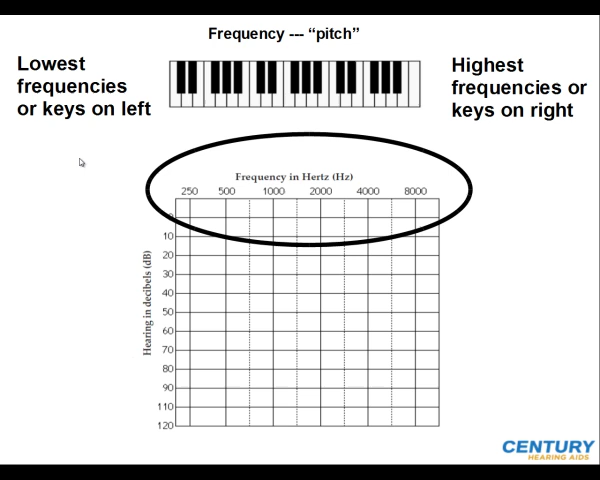 Frequency --- “pitch”
Lowest
frequencies
or keys on left
Highest
frequencies or
keys on right
Frequency in Hertz (Hz)
250 500 1000 2000 4000 8000
Hearing in decibels (dB)
0
10
20
30
40
50
60
70
80
90
110
120
CENTURY
HEARING AIDS